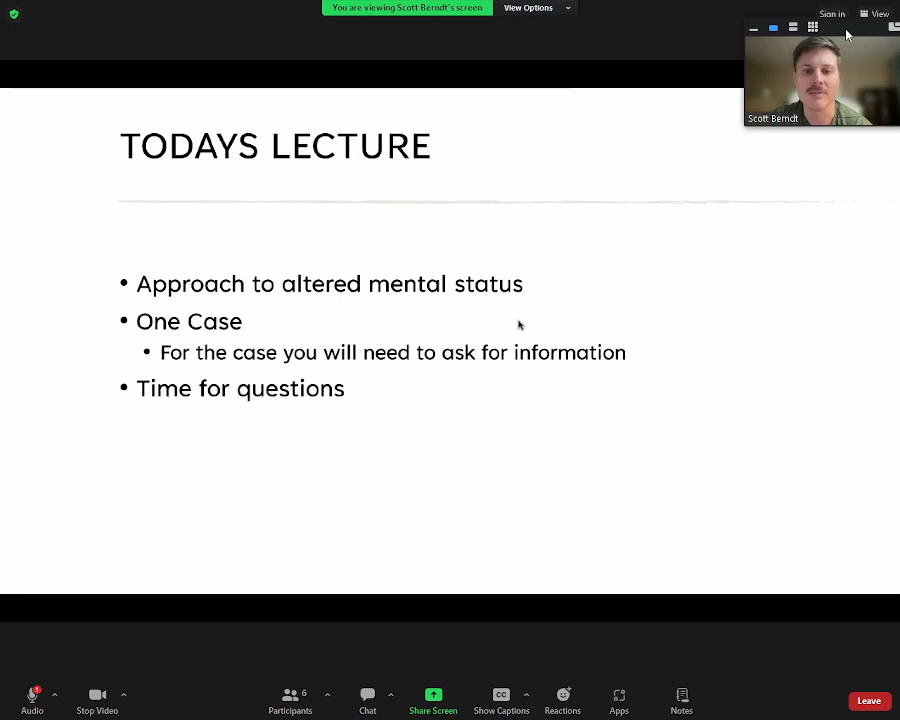 You are viewing Scott Berndt's screen
View Options
Sign in
View
Scott Berndt
TODAYS LECTURE
• Approach to altered mental status
• One Case
• For the case you will need to ask for information
• Time for questions
Audio
Stop Video
Participants
6
Chat
Share Screen
CC
Show Captions
Reactions
Apps
Notes
Leave